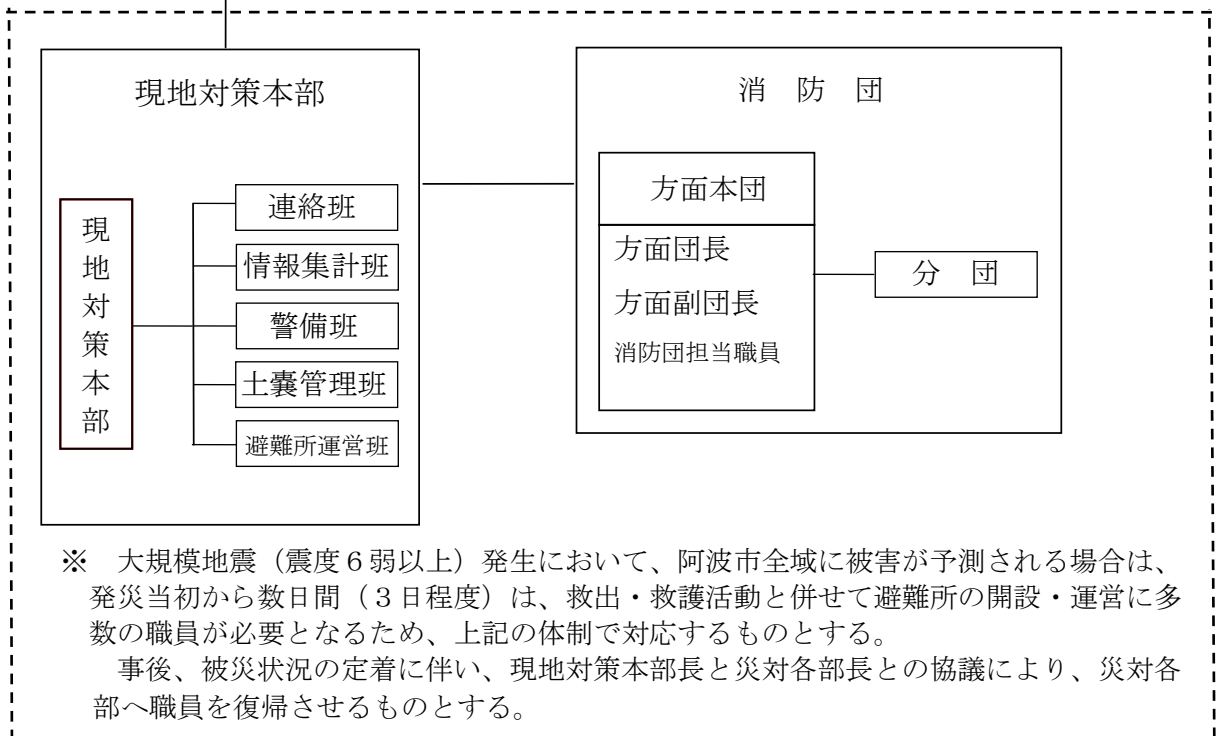 現地対策本部
現地対策本部
連絡班
情報集計班
警備班
土嚢管理班
避難所運営班
消 防 団
方面本団
方面団長
方面副団長
消防団担当職員
分 団
※ 大規模地震（震度６弱以上）発生において、阿波市全域に被害が予測される場合は、
発災当初から数日間（３日程度）は、救出・救護活動と併せて避難所の開設・運営に多
数の職員が必要となるため、上記の体制で対応するものとする。
事後、被災状況の定着に伴い、現地対策本部長と災対各部長との協議により、災対各
部へ職員を復帰させるものとする。